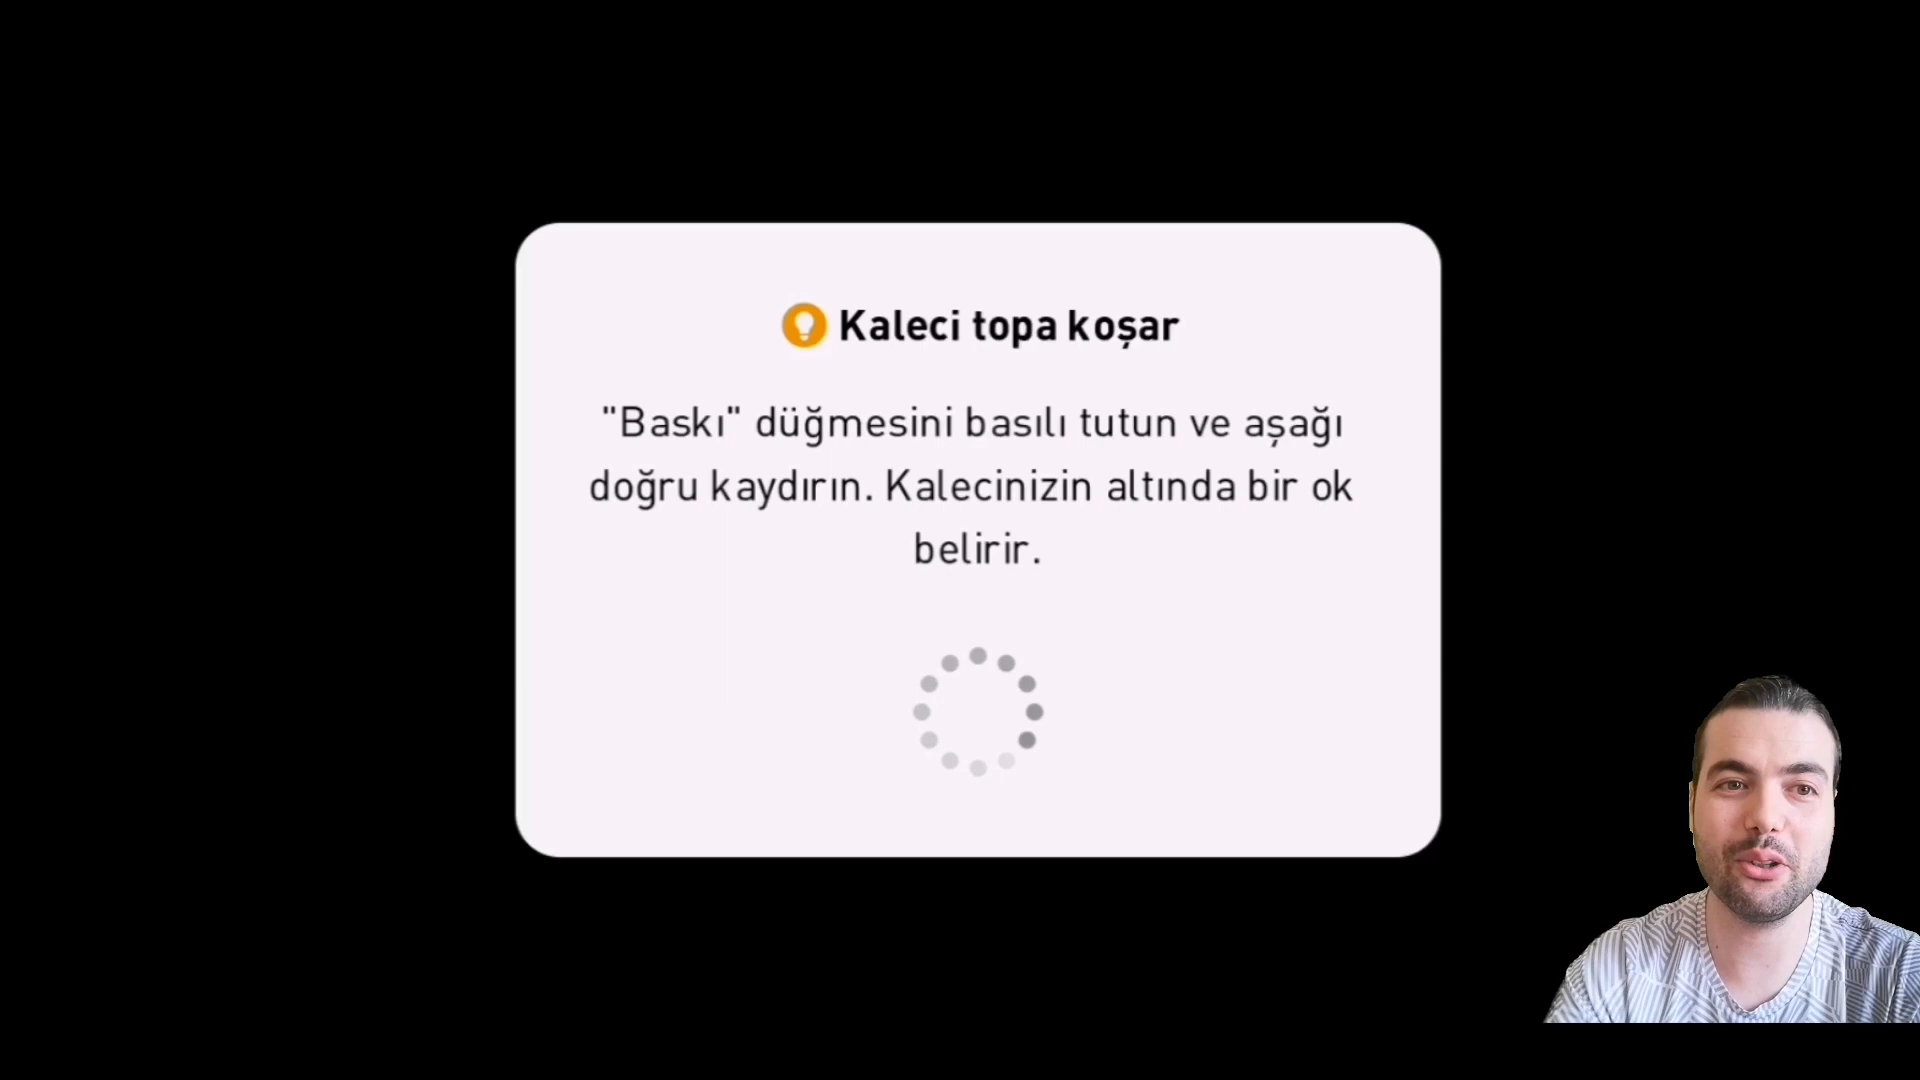 Kaleci topa koşar
"Baskı" düğmesini basılı tutun ve aşağı
doğru kaydırın. Kalecinizin altında bir ok
belirir.